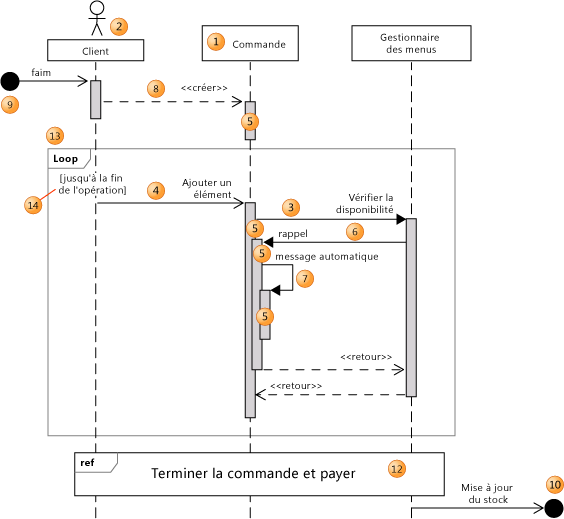 2
1
Client
Commande
Gestionnaire
des menus
faim
9
8
<<créer>>
5
13
Loop
[jusqu'à la fin
de l'opération]
14
4
Ajouter un
élément
3
Vérifier la
disponibilité
5
rappel
6
5
message automatique
7
5
<<retour>>
<<retour>>
ref
Terminer la commande et payer
12
Mise à jour
du stock
10